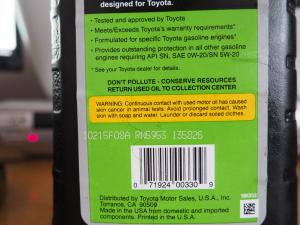 designed for Toyota.
• Tested and approved by Toyota
• Meets/Exceeds Toyota's warranty requirements*
• Formulated for specific Toyota gasoline engines*
• Provides outstanding protection in all other gasoline
engines requiring API SN, SAE 0W-20/SN 5W-20
*See your Toyota dealer for details.
DON'T POLLUTE - CONSERVE RESOURCES
RETURN USED OIL TO COLLECTION CENTER
WARNING: Continuous contact with used motor oil has caused
skin cancer in animal tests. Avoid prolonged contact. Wash
skin with soap and water. Launder or discard soiled clothes.
0215F08A RN5953 135826
0 71924 00330 9
Distributed by Toyota Motor Sales, U.S.A., Inc.
Torrance, CA 90509
Made in the USA from domestic and imported
components. Printed in U.S.A.